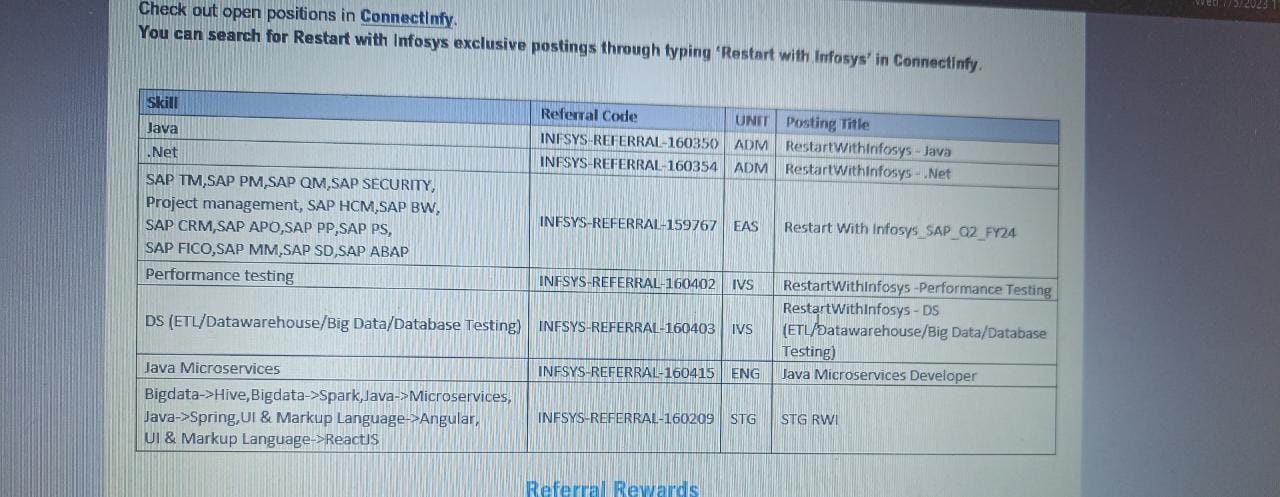 Wed 7/5/2023 1
Check out open positions in ConnectInfy.
You can search for Restart with Infosys exclusive postings through typing 'Restart with Infosys' in ConnectInfy.
Skill Referral Code UNIT Posting Title
Java INFSYS-REFERRAL-160350 ADM RestartWithInfosys - Java
.Net INFSYS-REFERRAL-160354 ADM RestartWithInfosys - .Net
SAP TM,SAP PM,SAP QM,SAP SECURITY,
Project management, SAP HCM,SAP BW,
SAP CRM,SAP APO,SAP PP,SAP PS,
SAP FICO,SAP MM,SAP SD,SAP ABAP
INFSYS-REFERRAL-159767 EAS Restart With Infosys_SAP_Q2_FY24
Performance testing INFSYS-REFERRAL-160402 IVS RestartWithInfosys -Performance Testing
DS (ETL/Datawarehouse/Big Data/Database Testing) INFSYS-REFERRAL-160403 IVS
RestartWithInfosys - DS
(ETL/Datawarehouse/Big Data/Database
Testing)
Java Microservices INFSYS-REFERRAL-160415 ENG Java Microservices Developer
Bigdata->Hive,Bigdata->Spark,Java->Microservices,
Java->Spring,UI & Markup Language->Angular,
UI & Markup Language->ReactJS
INFSYS-REFERRAL-160209 STG STG RWI
Referral Rewards